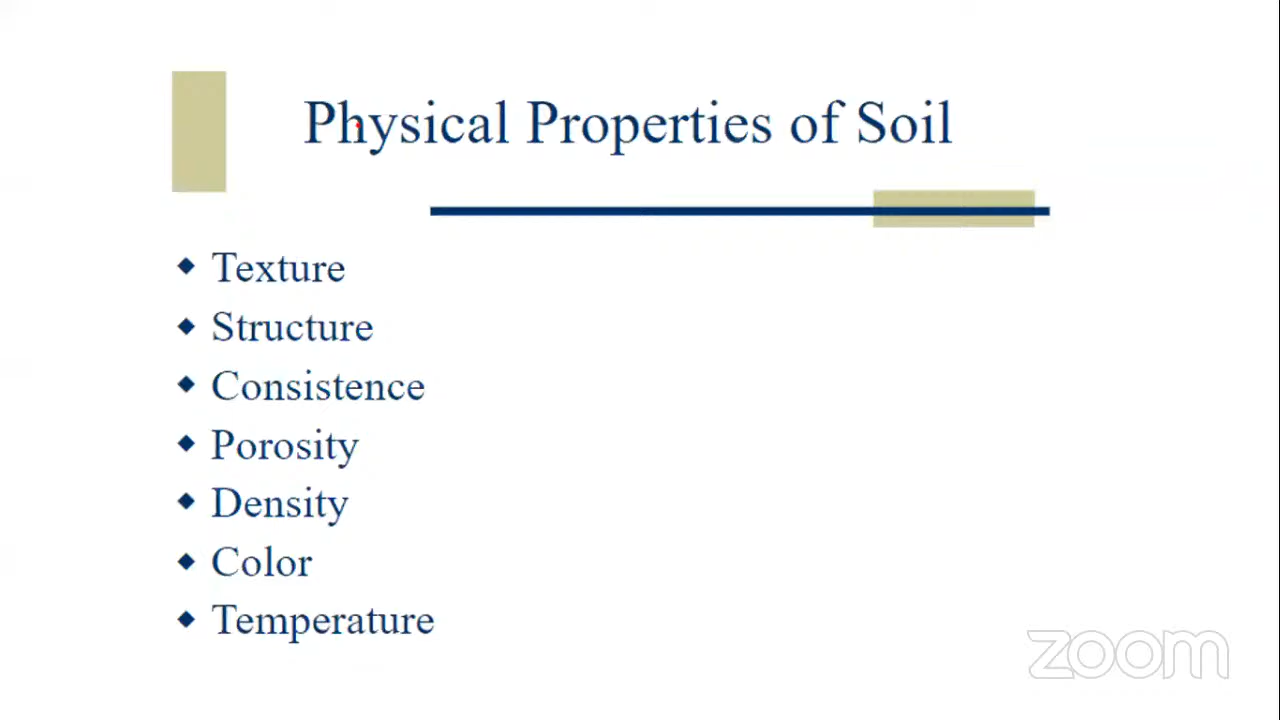 Physical Properties of Soil
Texture
Structure
Consistence
Porosity
Density
Color
Temperature
zoom